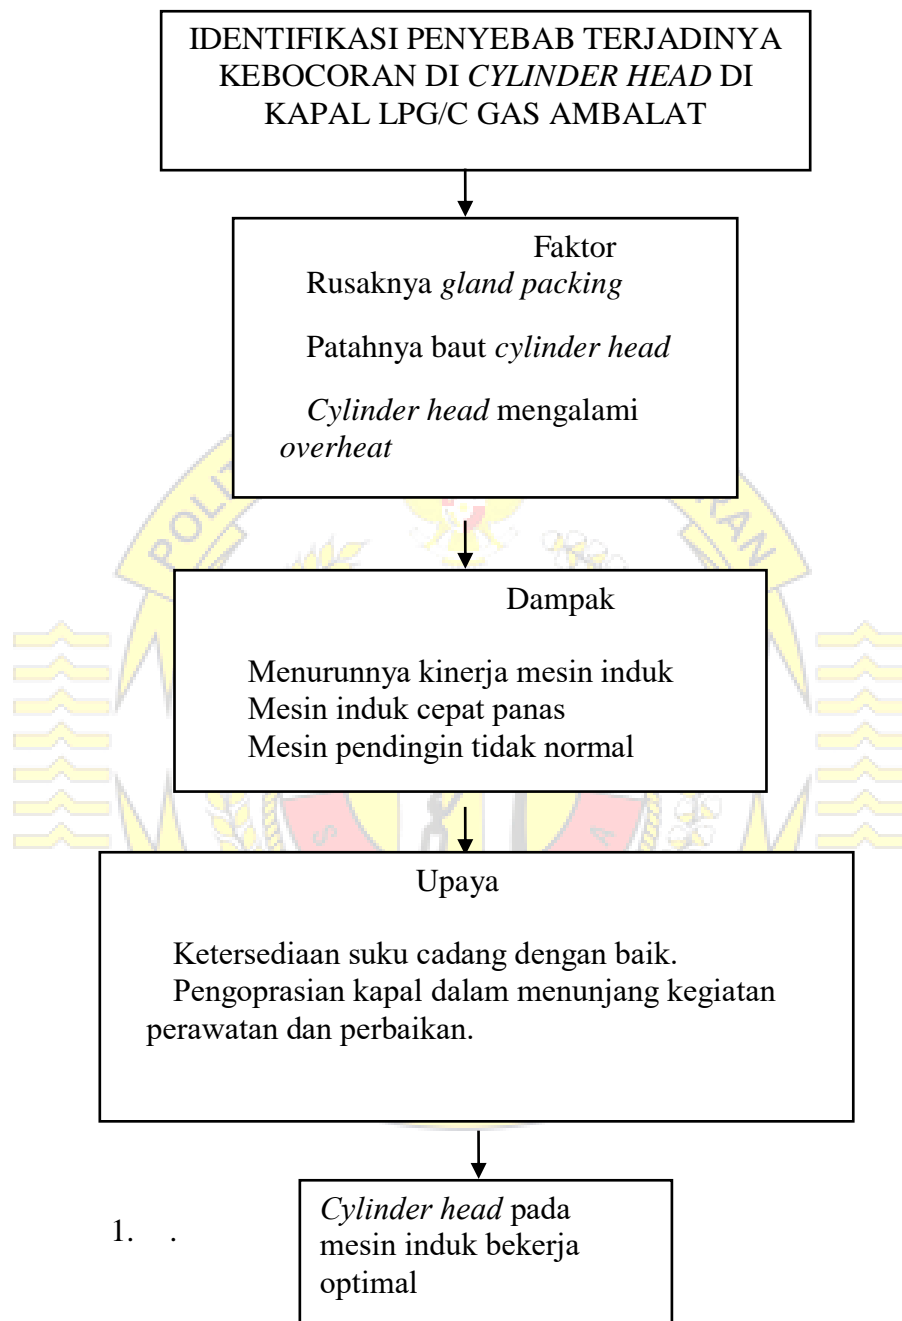 IDENTIFIKASI PENYEBAB TERJADINYA
KEBOCORAN DI CYLINDER HEAD DI
KAPAL LPG/C GAS AMBALAT
Faktor
Rusaknya gland packing
Patahnya baut cylinder head
Cylinder head mengalami
overheat
POLIT
RAN
Dampak
Menurunnya kinerja mesin induk
Mesin induk cepat panas
Mesin pendingin tidak normal
S
A
Upaya
Ketersediaan suku cadang dengan baik.
Pengoprasian kapal dalam menunjang kegiatan
perawatan dan perbaikan.
1. .
Cylinder head pada
mesin induk bekerja
optimal